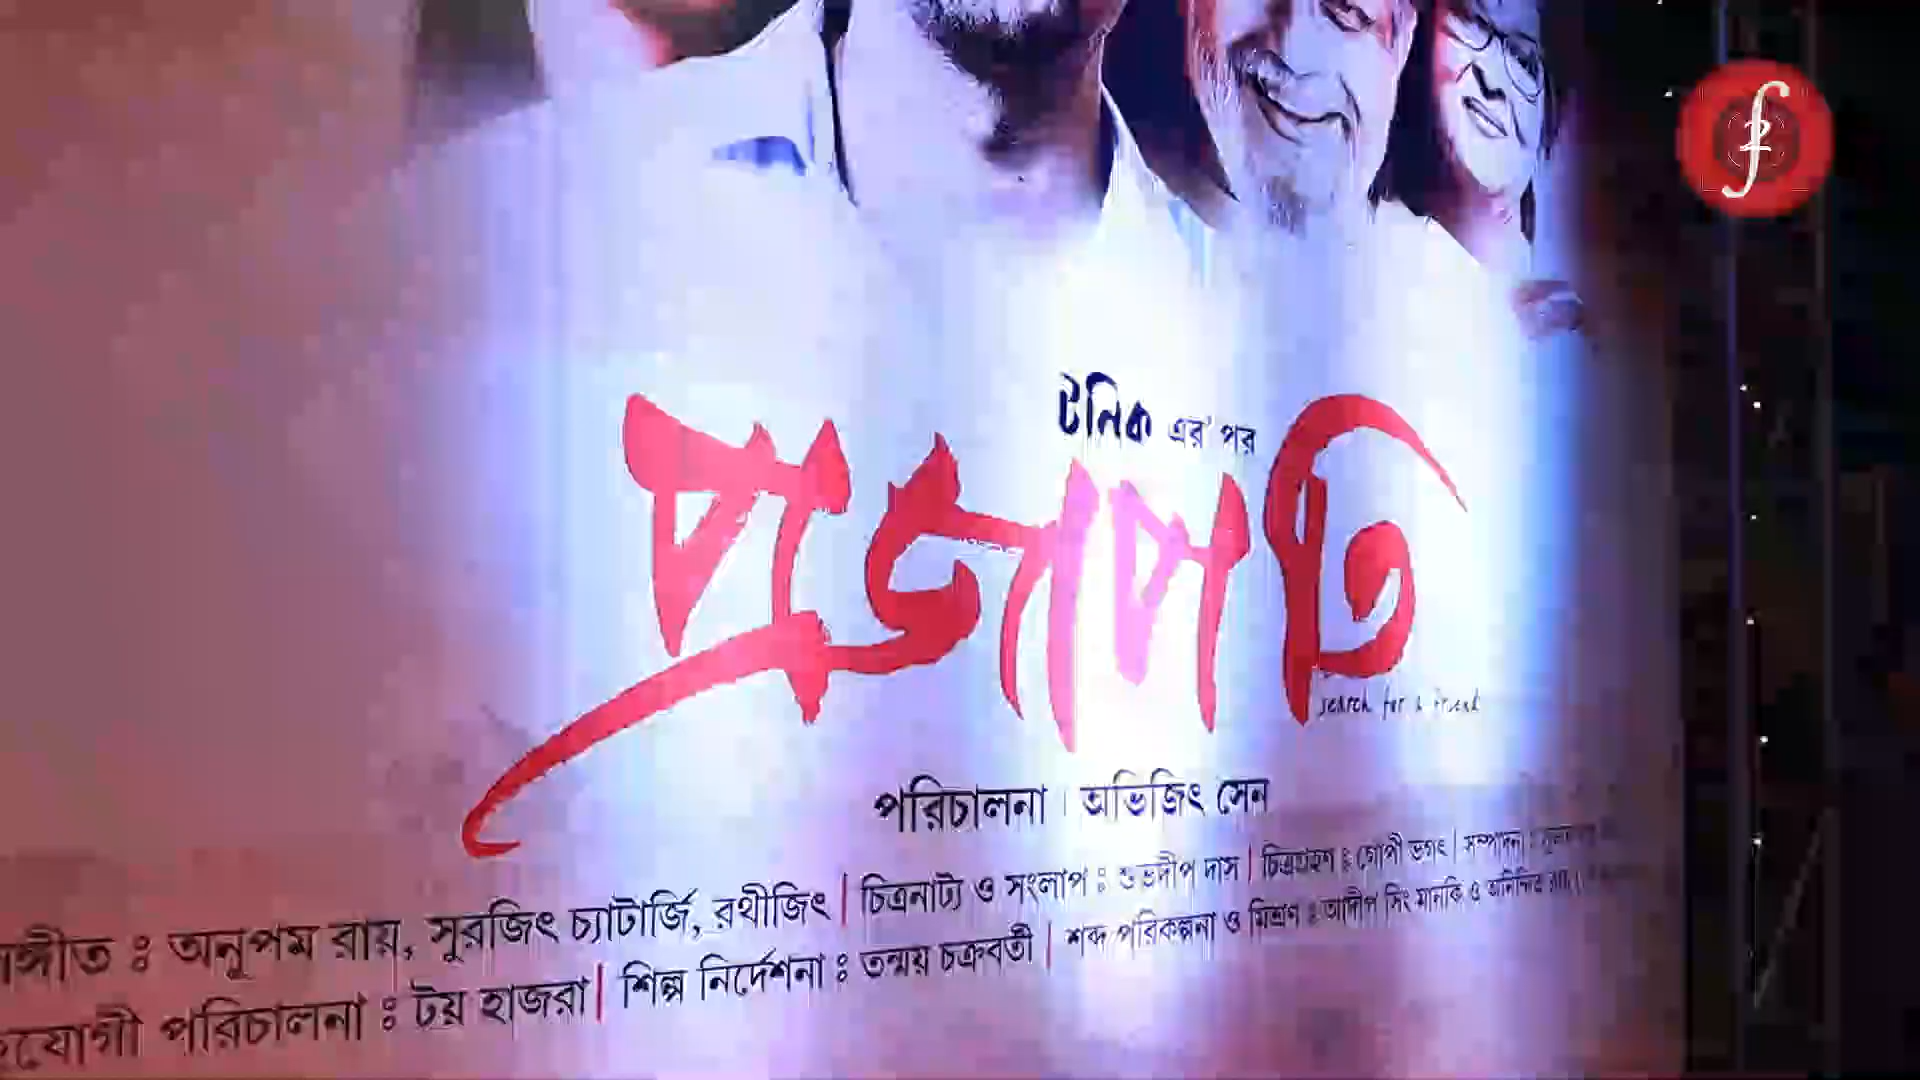 টনিক এর' পর
প্রজাপতি
search for a friend
পরিচালনা | অভিজিৎ সেন
অনুপম রায়, সুরজিৎ চ্যাটার্জি, রথীজিৎ | চিত্রনাট্য ও সংলাপ : শুভদীপ দাস | চিত্রগ্রহণ : গোপী ভগৎ | সম্পাদনা :
পরিচালনা : টয় হাজরা | শিল্প নির্দেশনা : তন্ময় চক্রবর্তী | শব্দ পরিকল্পনা ও মিশ্রণ : আদীপ সিং মানকি ও অনিন্দিত রায়